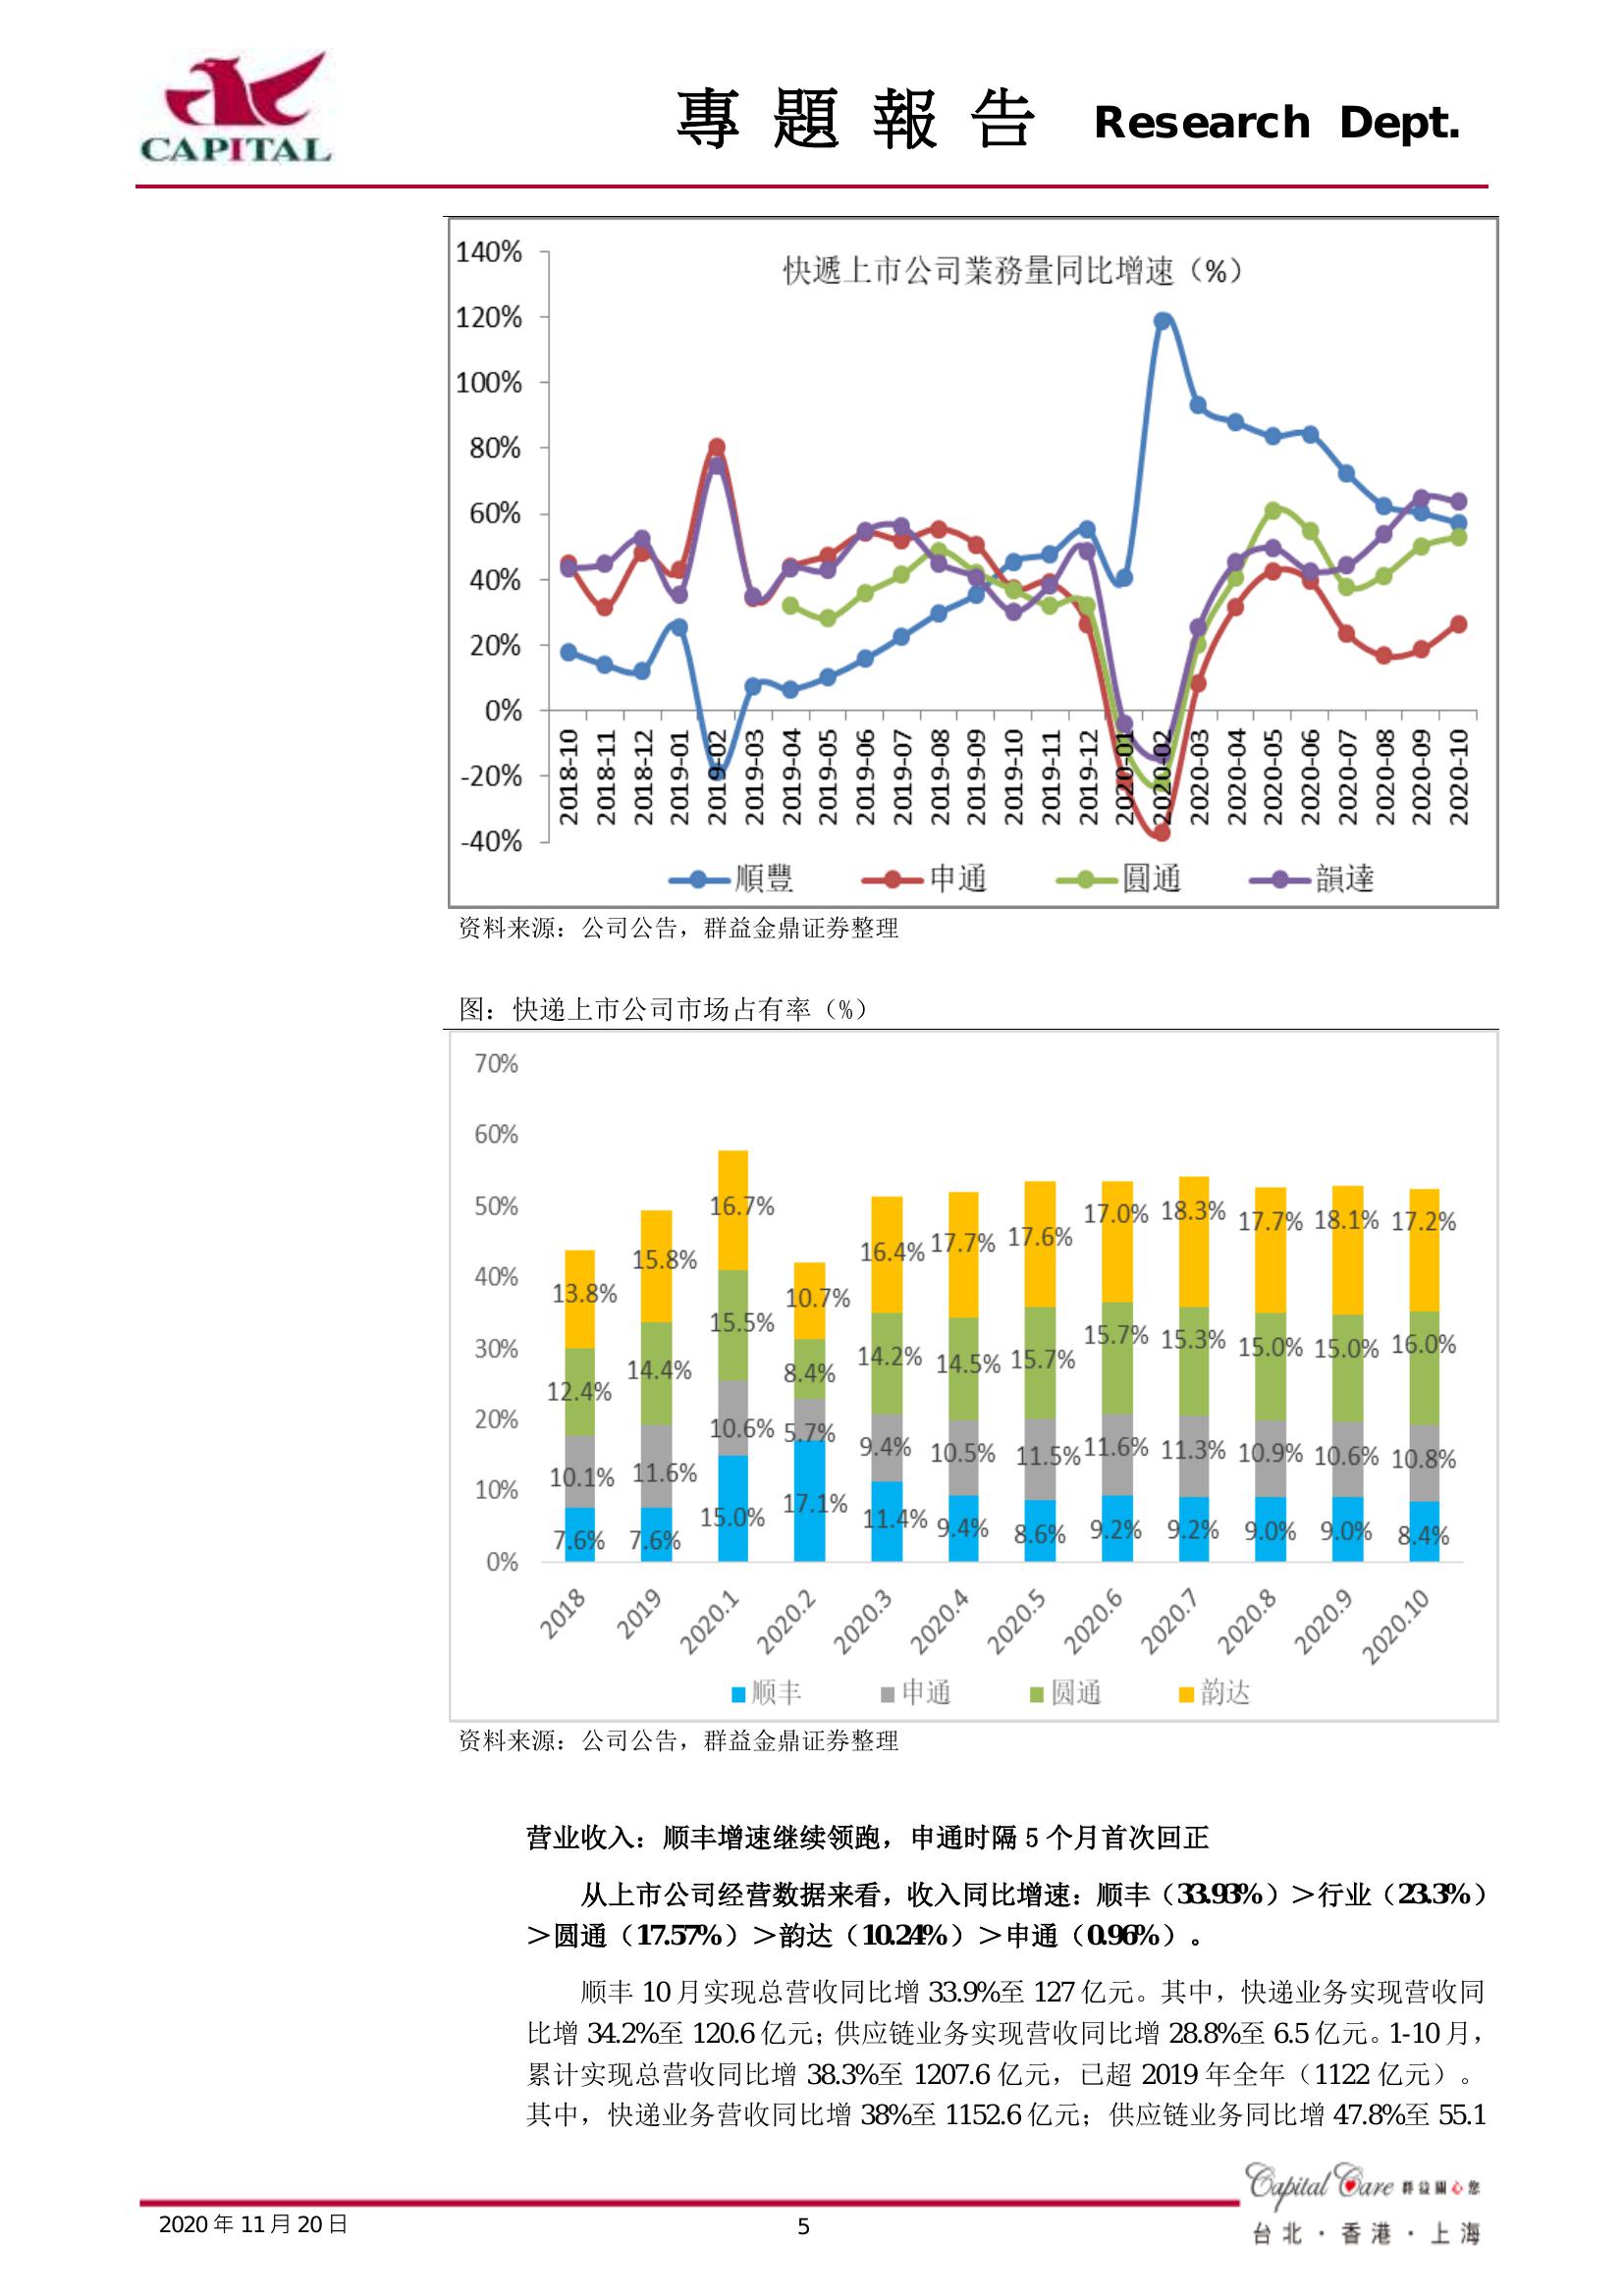 CAPITAL
專 題 報 告 Research Dept.
快遞上市公司業務量同比增速（%）
140%
120%
100%
80%
60%
40%
20%
0%
-20%
-40%
2018-10
2018-11
2018-12
2019-01
2019-02
2019-03
2019-04
2019-05
2019-06
2019-07
2019-08
2019-09
2019-10
2019-11
2019-12
2020-01
2020-02
2020-03
2020-04
2020-05
2020-06
2020-07
2020-08
2020-09
2020-10
順豐 申通 圓通 韻達
资料来源：公司公告，群益金鼎证券整理
图：快递上市公司市场占有率（%）
70%
60%
50%
40%
30%
20%
10%
0%
13.8% 15.8% 16.7% 10.7% 16.4% 17.7% 17.6% 17.0% 18.3% 17.7% 18.1% 17.2%
12.4% 14.4% 15.5% 8.4% 14.2% 14.5% 15.7% 15.7% 15.3% 15.0% 15.0% 16.0%
10.1% 11.6% 10.6% 5.7% 9.4% 10.5% 11.5% 11.6% 11.3% 10.9% 10.6% 10.8%
7.6% 7.6% 15.0% 17.1% 11.4% 9.4% 8.6% 9.2% 9.2% 9.0% 9.0% 8.4%
2018 2019 2020.1 2020.2 2020.3 2020.4 2020.5 2020.6 2020.7 2020.8 2020.9 2020.10
顺丰 申通 圆通 韵达
资料来源：公司公告，群益金鼎证券整理
营业收入：顺丰增速继续领跑，申通时隔 5 个月首次回正
从上市公司经营数据来看，收入同比增速：顺丰（33.93%）＞行业（23.3%）
＞圆通（17.57%）＞韵达（10.24%）＞申通（0.96%）。
顺丰 10 月实现总营收同比增 33.9%至 127 亿元。其中，快递业务实现营收同
比增 34.2%至 120.6 亿元；供应链业务实现营收同比增 28.8%至 6.5 亿元。1-10 月，
累计实现总营收同比增 38.3%至 1207.6 亿元，已超 2019 年全年（1122 亿元）。
其中，快递业务营收同比增 38%至 1152.6 亿元；供应链业务同比增 47.8%至 55.1
Capital Care 群益關心您
2020 年 11 月 20 日
5
台 北 · 香 港 · 上 海